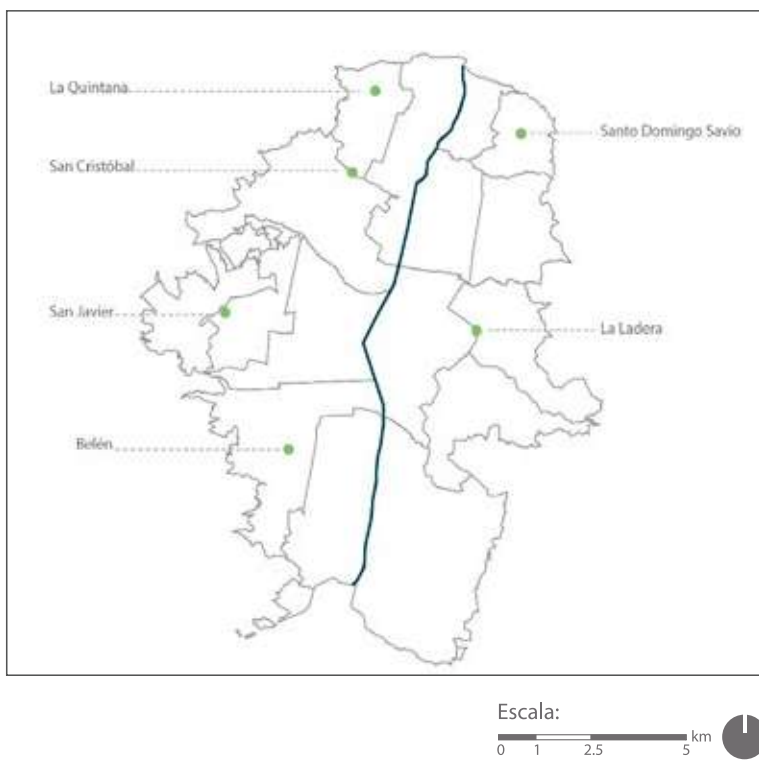 La Quintana
Santo Domingo Savio
San Cristóbal
San Javier
La Ladera
Belén
Escala:
km
0 1 2.5 5